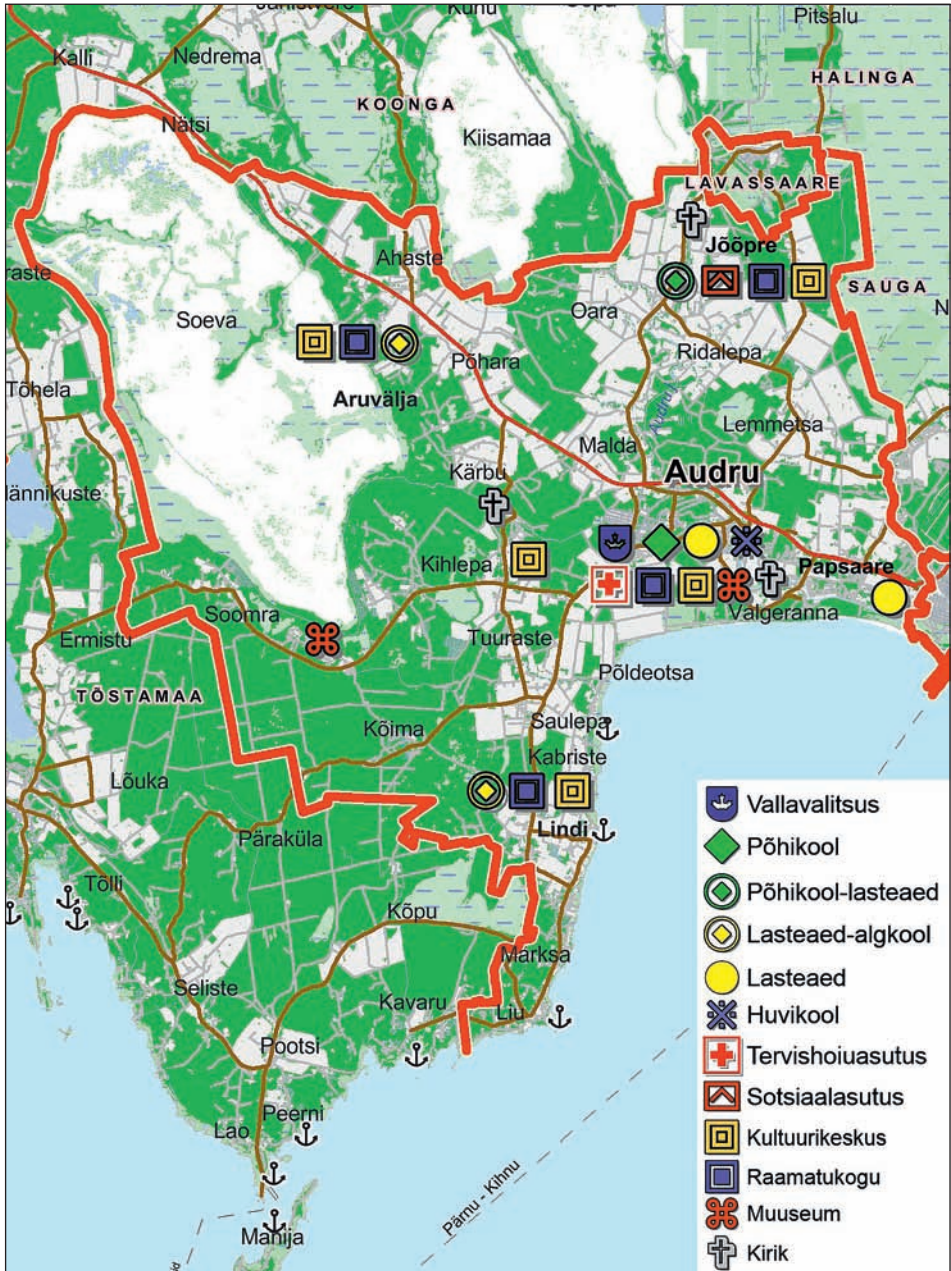 Kalli
Nedrema
Pitsalu
HALINGA
KOONGA
Nätsi
Kiisamaa
LAVASSAARE
Jööpre
Ahaste
raste
SAUGA
Oara
Soeva
Põhara
Ridalepa
Tõhela
Aruvälja
Audru j
Lemmetsa
Malda
Audru
Kärbu
männikuste
Kihlepa
Papsaare
Valgeranna
Soomra
Ermistu
Tuuraste
Põldeotsa
TÕSTAMAA
Kõima
Saulepa
Kabriste
Lõuka
Lindi
Päraküla
Tõlli
Kõpu
Marksa
Seliste
Kavaru
Liu
Pootsi
Peerni
Lao
Manija
Pärnu - Kihnu
Vallavalitsus
Põhikool
Põhikool-lasteaed
Lasteaed-algkool
Lasteaed
Huvikool
Tervishoiuasutus
Sotsiaalasutus
Kultuurikeskus
Raamatukogu
Muuseum
Kirik